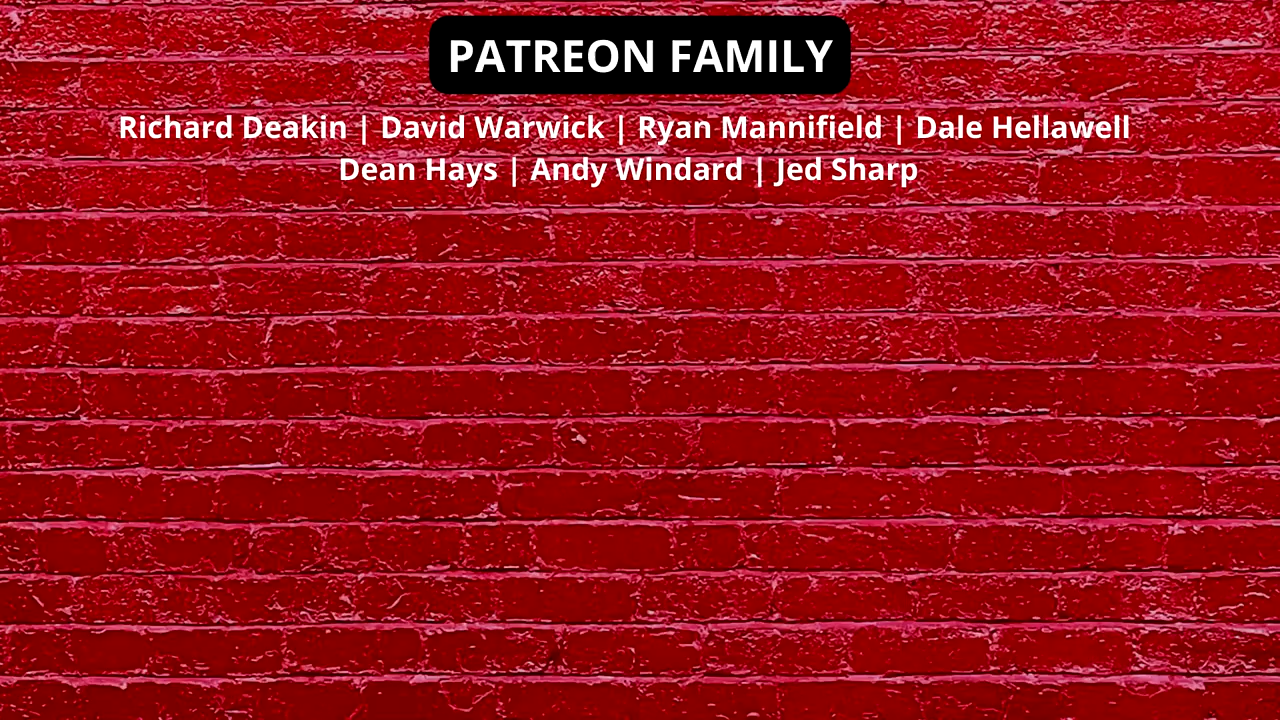 PATREON FAMILY
Richard Deakin | David Warwick | Ryan Mannifield | Dale Hellawell
Dean Hays | Andy Windard | Jed Sharp